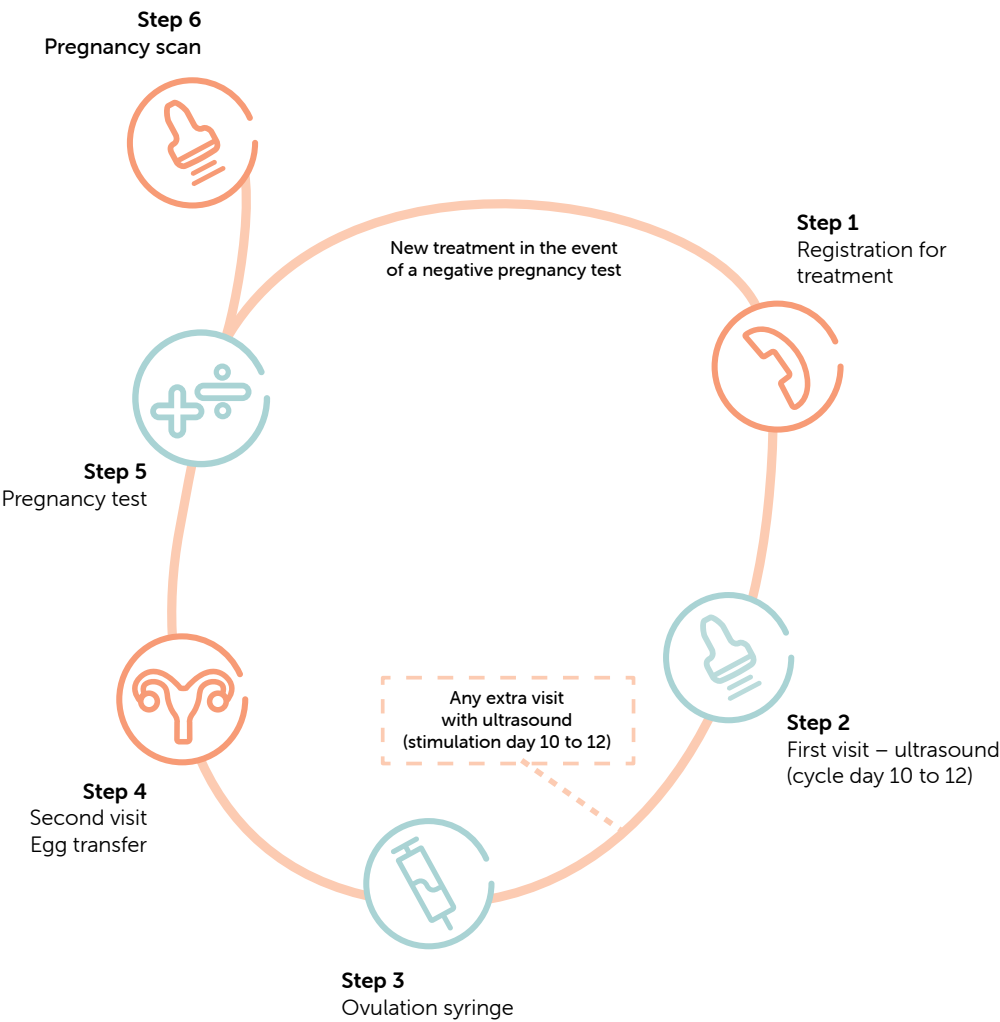 Step 6
Pregnancy scan
New treatment in the event
of a negative pregnancy test
Step 1
Registration for
treatment
Step 2
First visit – ultrasound
(cycle day 10 to 12)
Any extra visit
with ultrasound
(stimulation day 10 to 12)
Step 3
Ovulation syringe
Step 4
Second visit
Egg transfer
Step 5
Pregnancy test